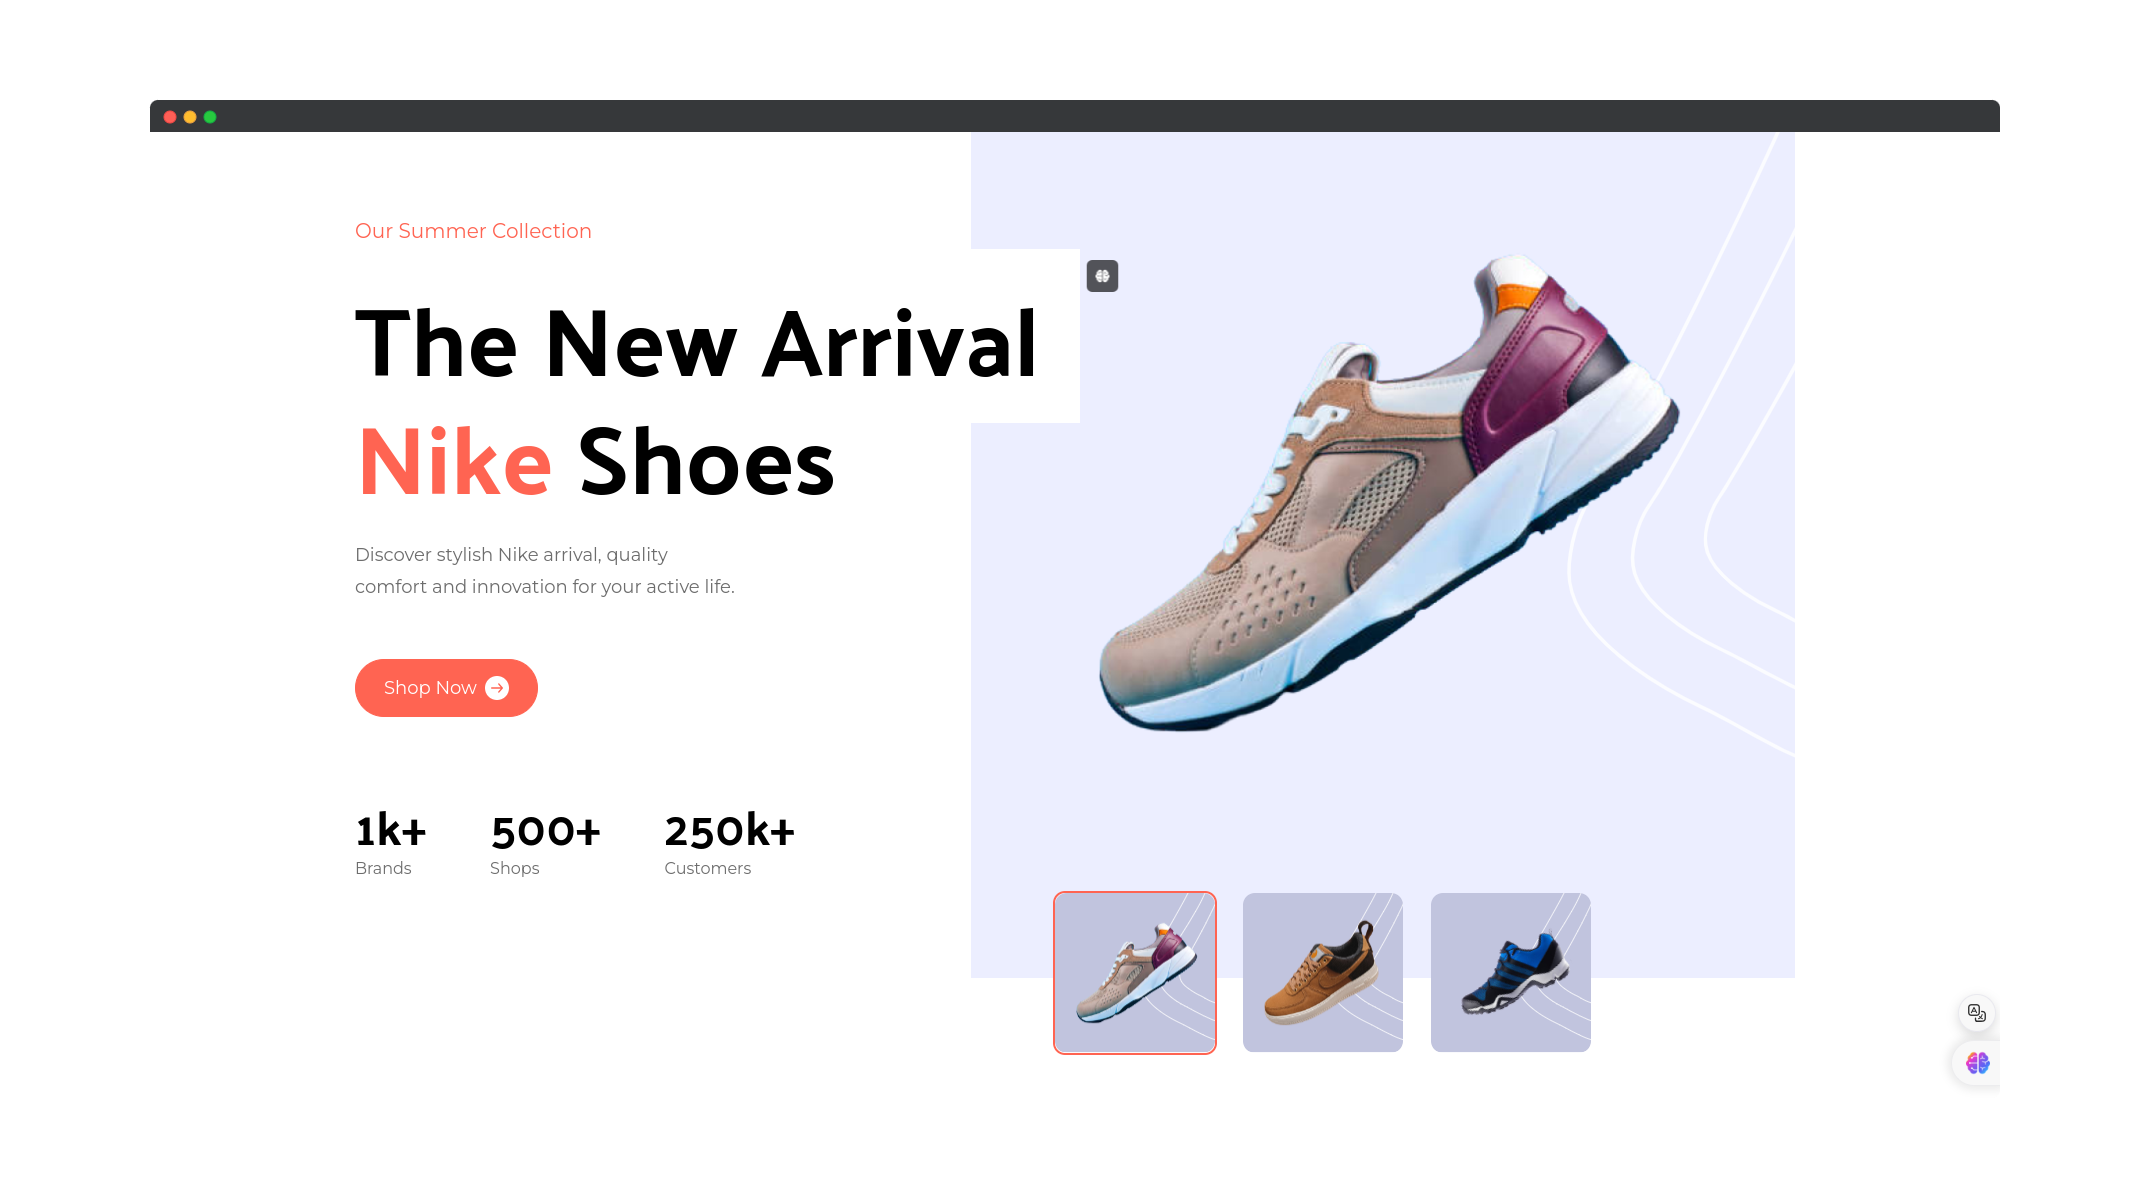 Our Summer Collection
The New Arrival
Nike Shoes
Discover stylish Nike arrival, quality
comfort and innovation for your active life.
Shop Now
1k+ 500+ 250k+
Brands Shops Customers